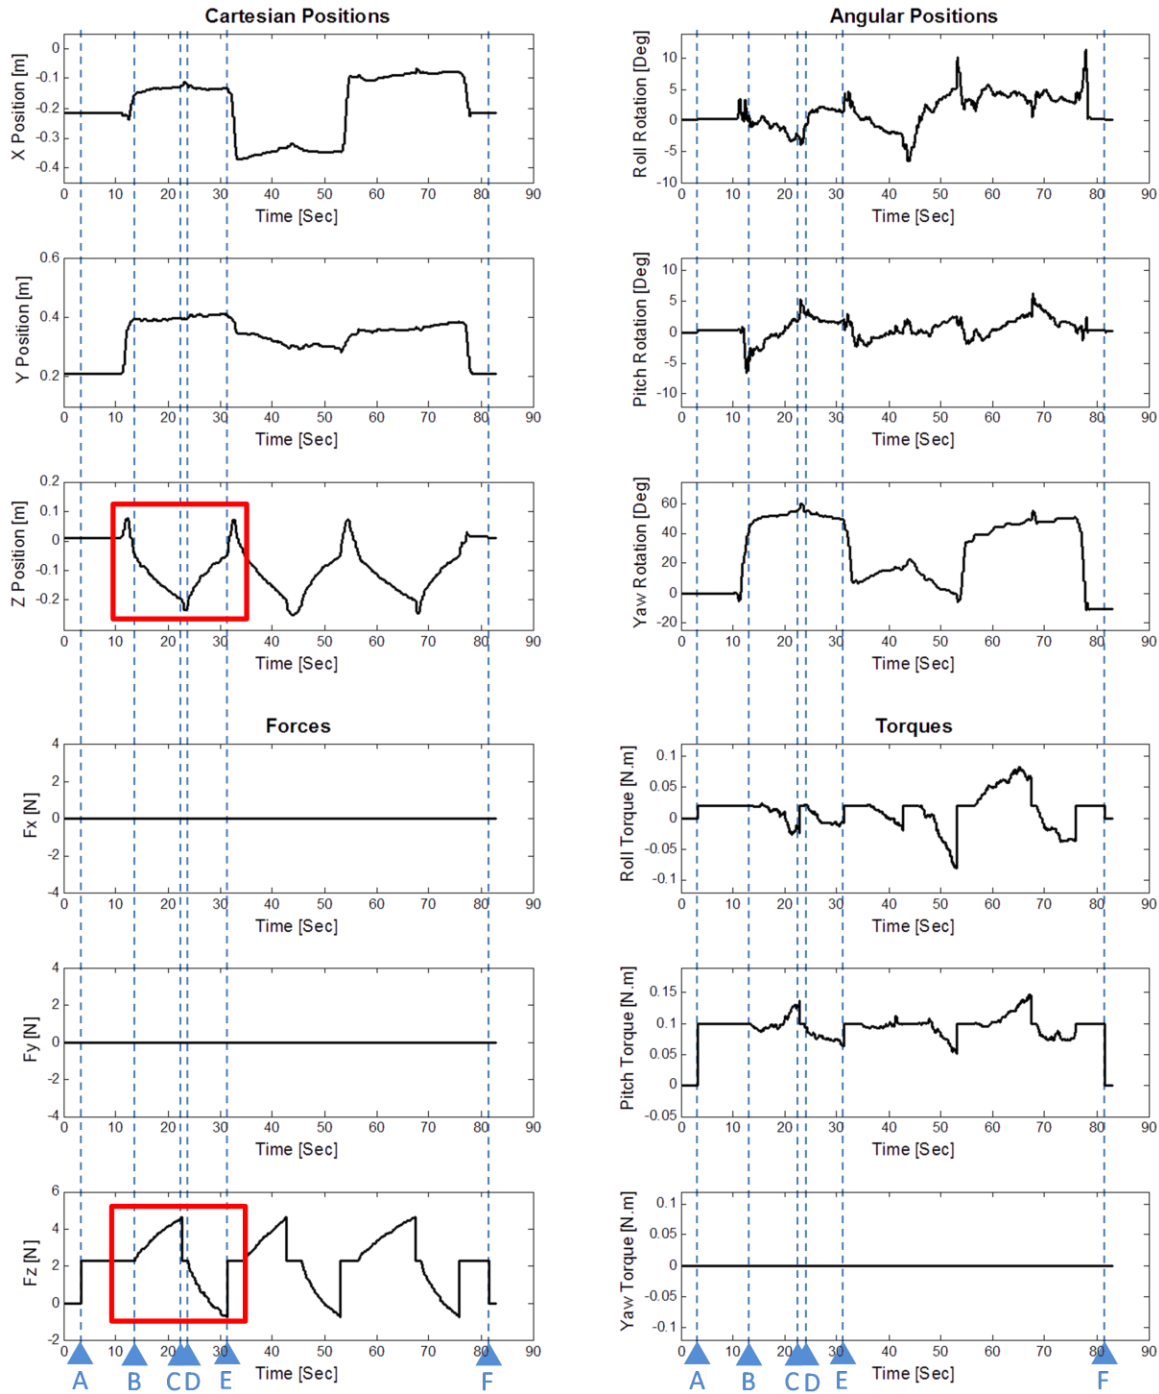 Cartesian Positions
X Position [m]
0
-0.1
-0.2
-0.3
-0.4
0 10 20 30 40 50 60 70 80 90
Time [Sec]
Y Position [m]
0.6
0.4
0.2
0 10 20 30 40 50 60 70 80 90
Time [Sec]
Z Position [m]
0.2
0.1
0
-0.1
-0.2
0 10 20 30 40 50 60 70 80 90
Time [Sec]
Angular Positions
Roll Rotation [Deg]
10
5
0
-5
-10
0 10 20 30 40 50 60 70 80 90
Time [Sec]
Pitch Rotation [Deg]
10
5
0
-5
-10
0 10 20 30 40 50 60 70 80 90
Time [Sec]
Yaw Rotation [Deg]
60
40
20
0
-20
0 10 20 30 40 50 60 70 80 90
Time [Sec]
Forces
Fx [N]
4
2
0
-2
-4
0 10 20 30 40 50 60 70 80 90
Time [Sec]
Fy [N]
4
2
0
-2
-4
0 10 20 30 40 50 60 70 80 90
Time [Sec]
Fz [N]
6
4
2
0
-2
0 10 20 30 40 50 60 70 80 90
Time [Sec]
A B C D E F
Torques
Roll Torque [N.m]
0.1
0.05
0
-0.05
-0.1
0 10 20 30 40 50 60 70 80 90
Time [Sec]
Pitch Torque [N.m]
0.15
0.1
0.05
0
-0.05
0 10 20 30 40 50 60 70 80 90
Time [Sec]
Yaw Torque [N.m]
0.1
0.05
0
-0.05
-0.1
0 10 20 30 40 50 60 70 80 90
Time [Sec]
A B C D E F